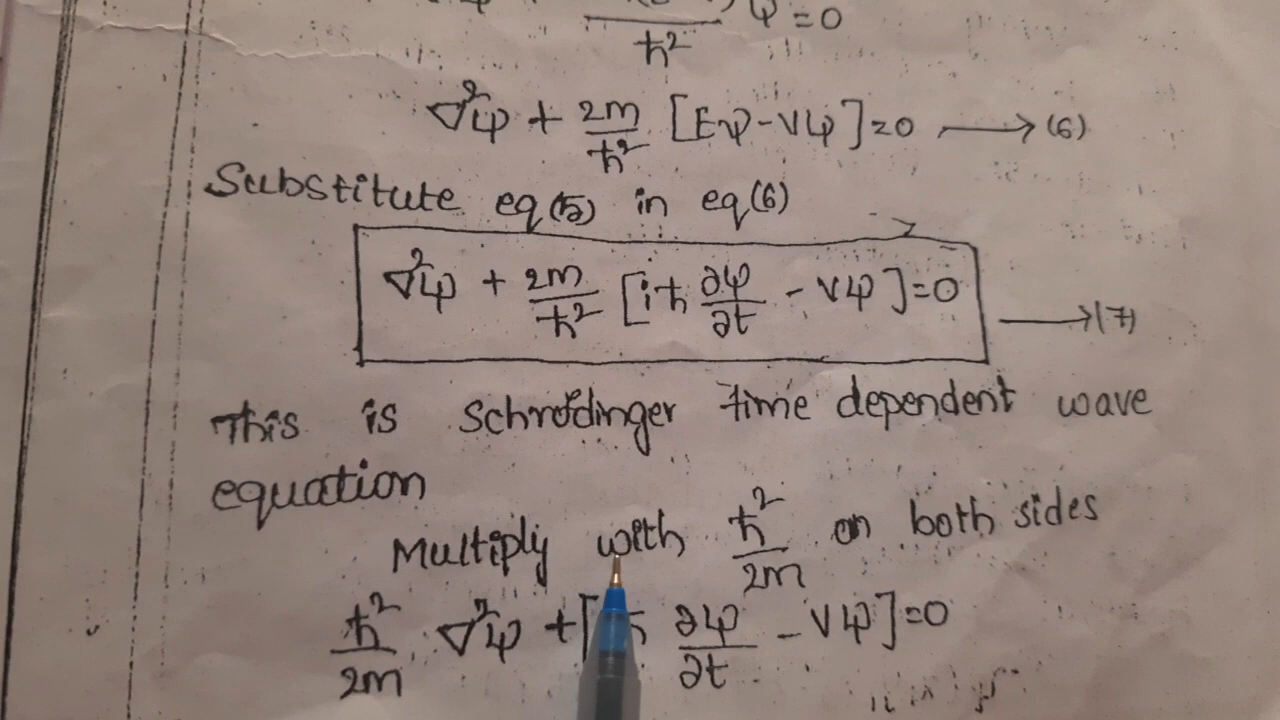 ψ = 0
ħ²
∇²ψ + 2m/ħ² [Eψ - Vψ] = 0 → (6)
Substitute eq(5) in eq(6)
∇²ψ + 2m/ħ² [iħ ∂ψ/∂t - Vψ] = 0 → (7)
This is Schrodinger time dependent wave
equation
Multiply with ħ²/2m on both sides
ħ²/2m ∇²ψ + [ħ ∂ψ/∂t - Vψ] = 0